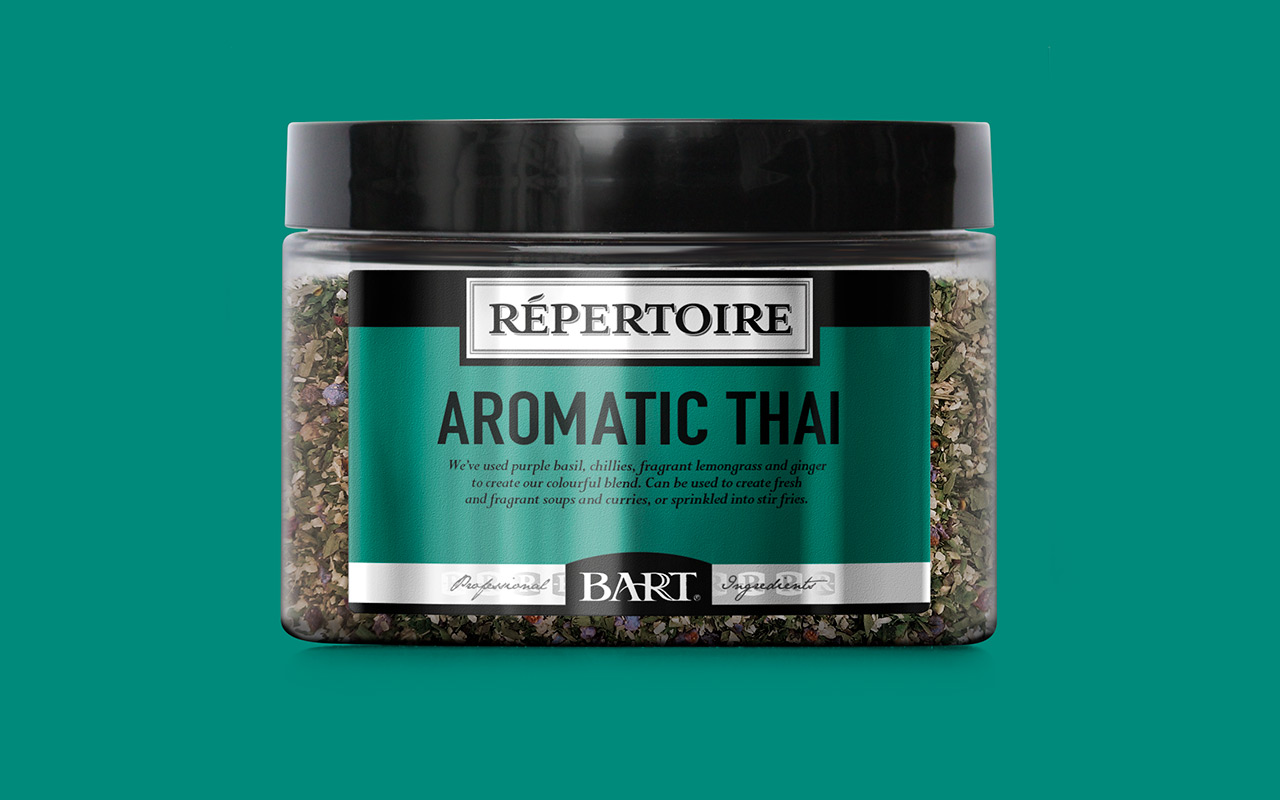 RÉPERTOIRE
AROMATIC THAI
We've used purple basil, chillies, fragrant lemongrass and ginger
to create our colourful blend. Can be used to create fresh
and fragrant soups and curries, or sprinkled into stir fries.
Professional BART® Ingredients